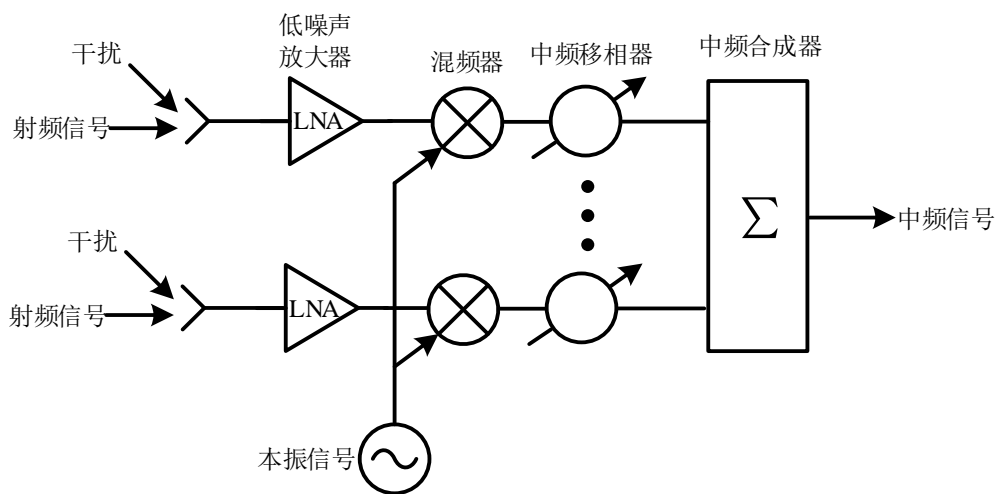 低噪声
放大器
干扰
混频器
中频移相器
中频合成器
射频信号
LNA
Σ
中频信号
干扰
射频信号
LNA
本振信号